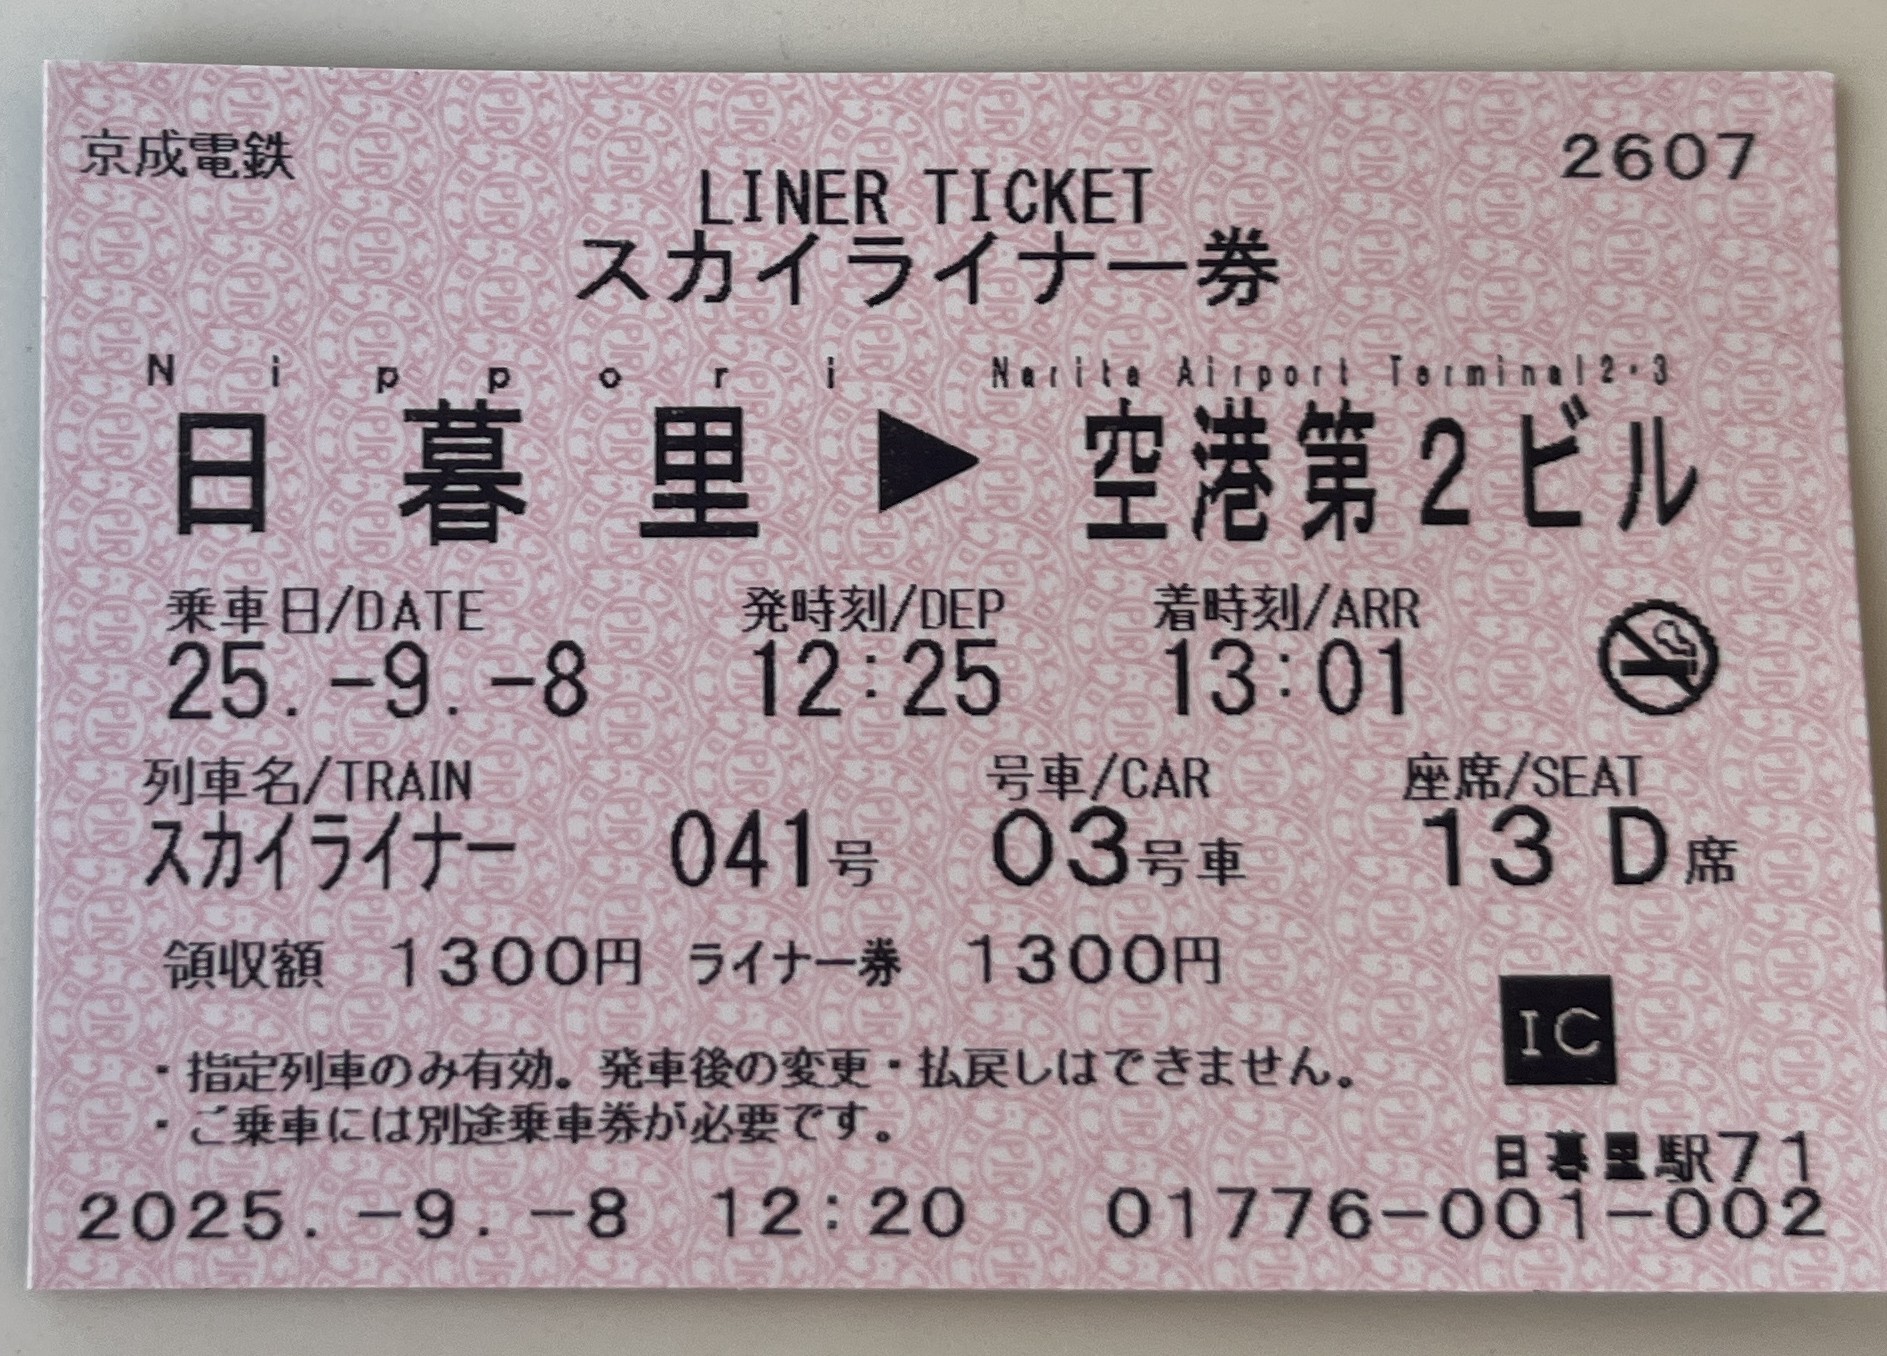 京成電鉄 2607
LINER TICKET
スカイライナー券
Nippori Narita Airport Terminal2・3
日暮里 ▶ 空港第2ビル
乗車日/DATE 発時刻/DEP 着時刻/ARR
25.-9.-8 12:25 13:01
列車名/TRAIN 号車/CAR 座席/SEAT
スカイライナー 041号 03号車 13 D席
領収額 1300円 ライナー券 1300円
IC
・指定列車のみ有効。発車後の変更・払戻しはできません。
・ご乗車には別途乗車券が必要です。
日暮里駅71
2025.-9.-8 12:20 01776-001-002